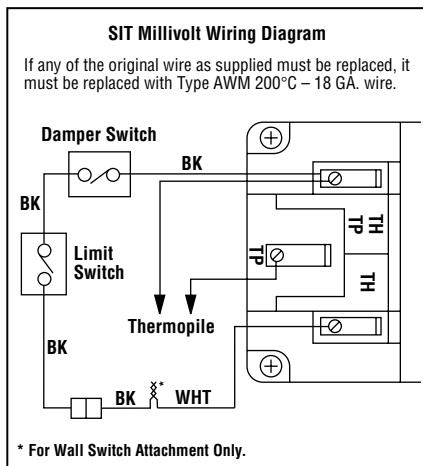 SIT Millivolt Wiring Diagram
If any of the original wire as supplied must be replaced, it
must be replaced with Type AWM 200°C – 18 GA. wire.
Damper Switch
BK
BK
Limit
Switch
TH
TP
TP
TH
Thermopile
BK
BK
*
WHT
* For Wall Switch Attachment Only.